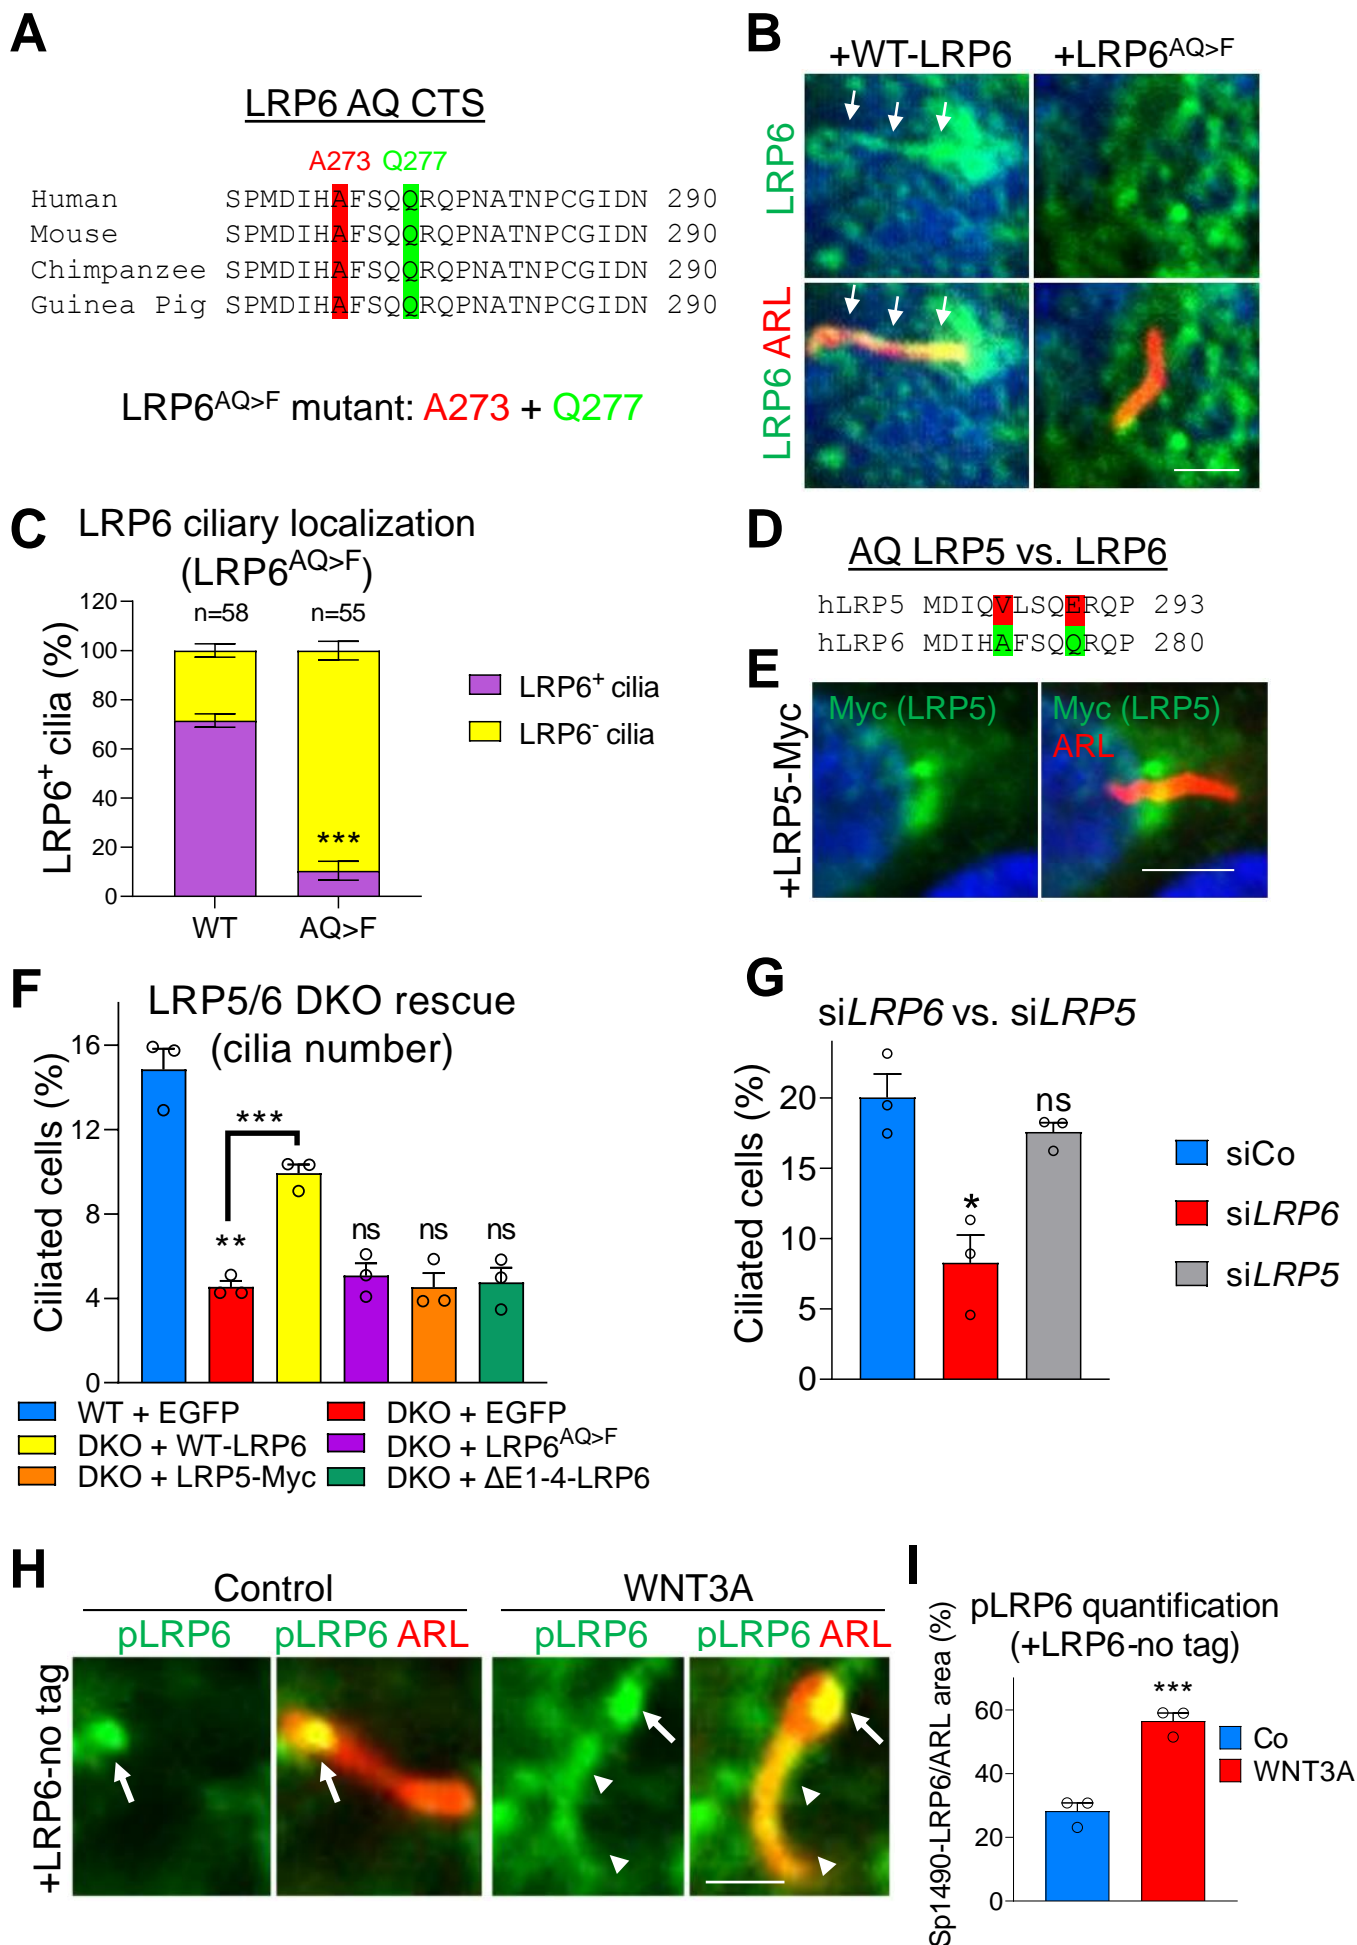 A
LRP6 AQ CTS
A273 Q277
Human SPMDIHAFSQQRQPNATNPCGIDN 290
Mouse SPMDIHAFSQQRQPNATNPCGIDN 290
Chimpanzee SPMDIHAFSQQRQPNATNPCGIDN 290
Guinea Pig SPMDIHAFSQQRQPNATNPCGIDN 290
LRP6AQ>F mutant: A273 + Q277
B
+WT-LRP6 +LRP6AQ>F
LRP6
LRP6 ARL
C
LRP6 ciliary localization
(LRP6AQ>F)
LRP6+ cilia (%)
120
100
80
60
40
20
0
n=58 n=55
***
WT AQ>F
LRP6+ cilia
LRP6- cilia
D
AQ LRP5 vs. LRP6
hLRP5 MDIQVLSQERQP 293
hLRP6 MDIHAFSQQRQP 280
E
+LRP5-Myc
Myc (LRP5)
Myc (LRP5)
ARL
F
LRP5/6 DKO rescue
(cilia number)
Ciliated cells (%)
16
12
8
4
0
***
** ns ns ns
WT + EGFP
DKO + EGFP
DKO + WT-LRP6
DKO + LRP6AQ>F
DKO + LRP5-Myc
DKO + ΔE1-4-LRP6
G
siLRP6 vs. siLRP5
Ciliated cells (%)
20
15
10
5
0
* ns
siCo
siLRP6
siLRP5
H
Control WNT3A
pLRP6 pLRP6 ARL pLRP6 pLRP6 ARL
+LRP6-no tag
I
pLRP6 quantification
(+LRP6-no tag)
Sp1490-LRP6/ARL area (%)
60
40
20
0
***
Co
WNT3A